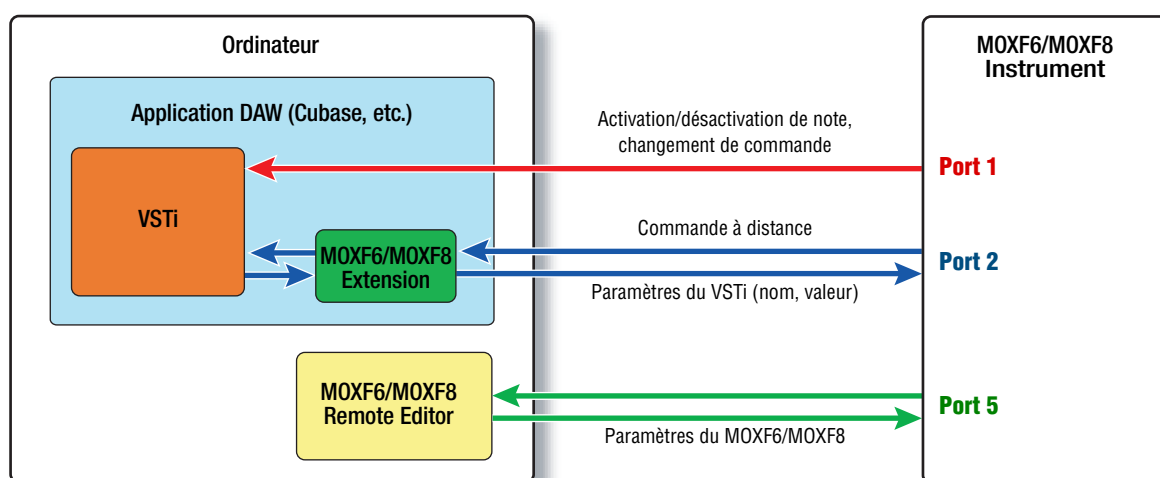 Ordinateur
MOXF6/MOXF8
Instrument
Application DAW (Cubase, etc.)
Activation/désactivation de note,
changement de commande
Port 1
VSTi
Commande à distance
MOXF6/MOXF8
Extension
Port 2
Paramètres du VSTi (nom, valeur)
MOXF6/MOXF8
Remote Editor
Port 5
Paramètres du MOXF6/MOXF8